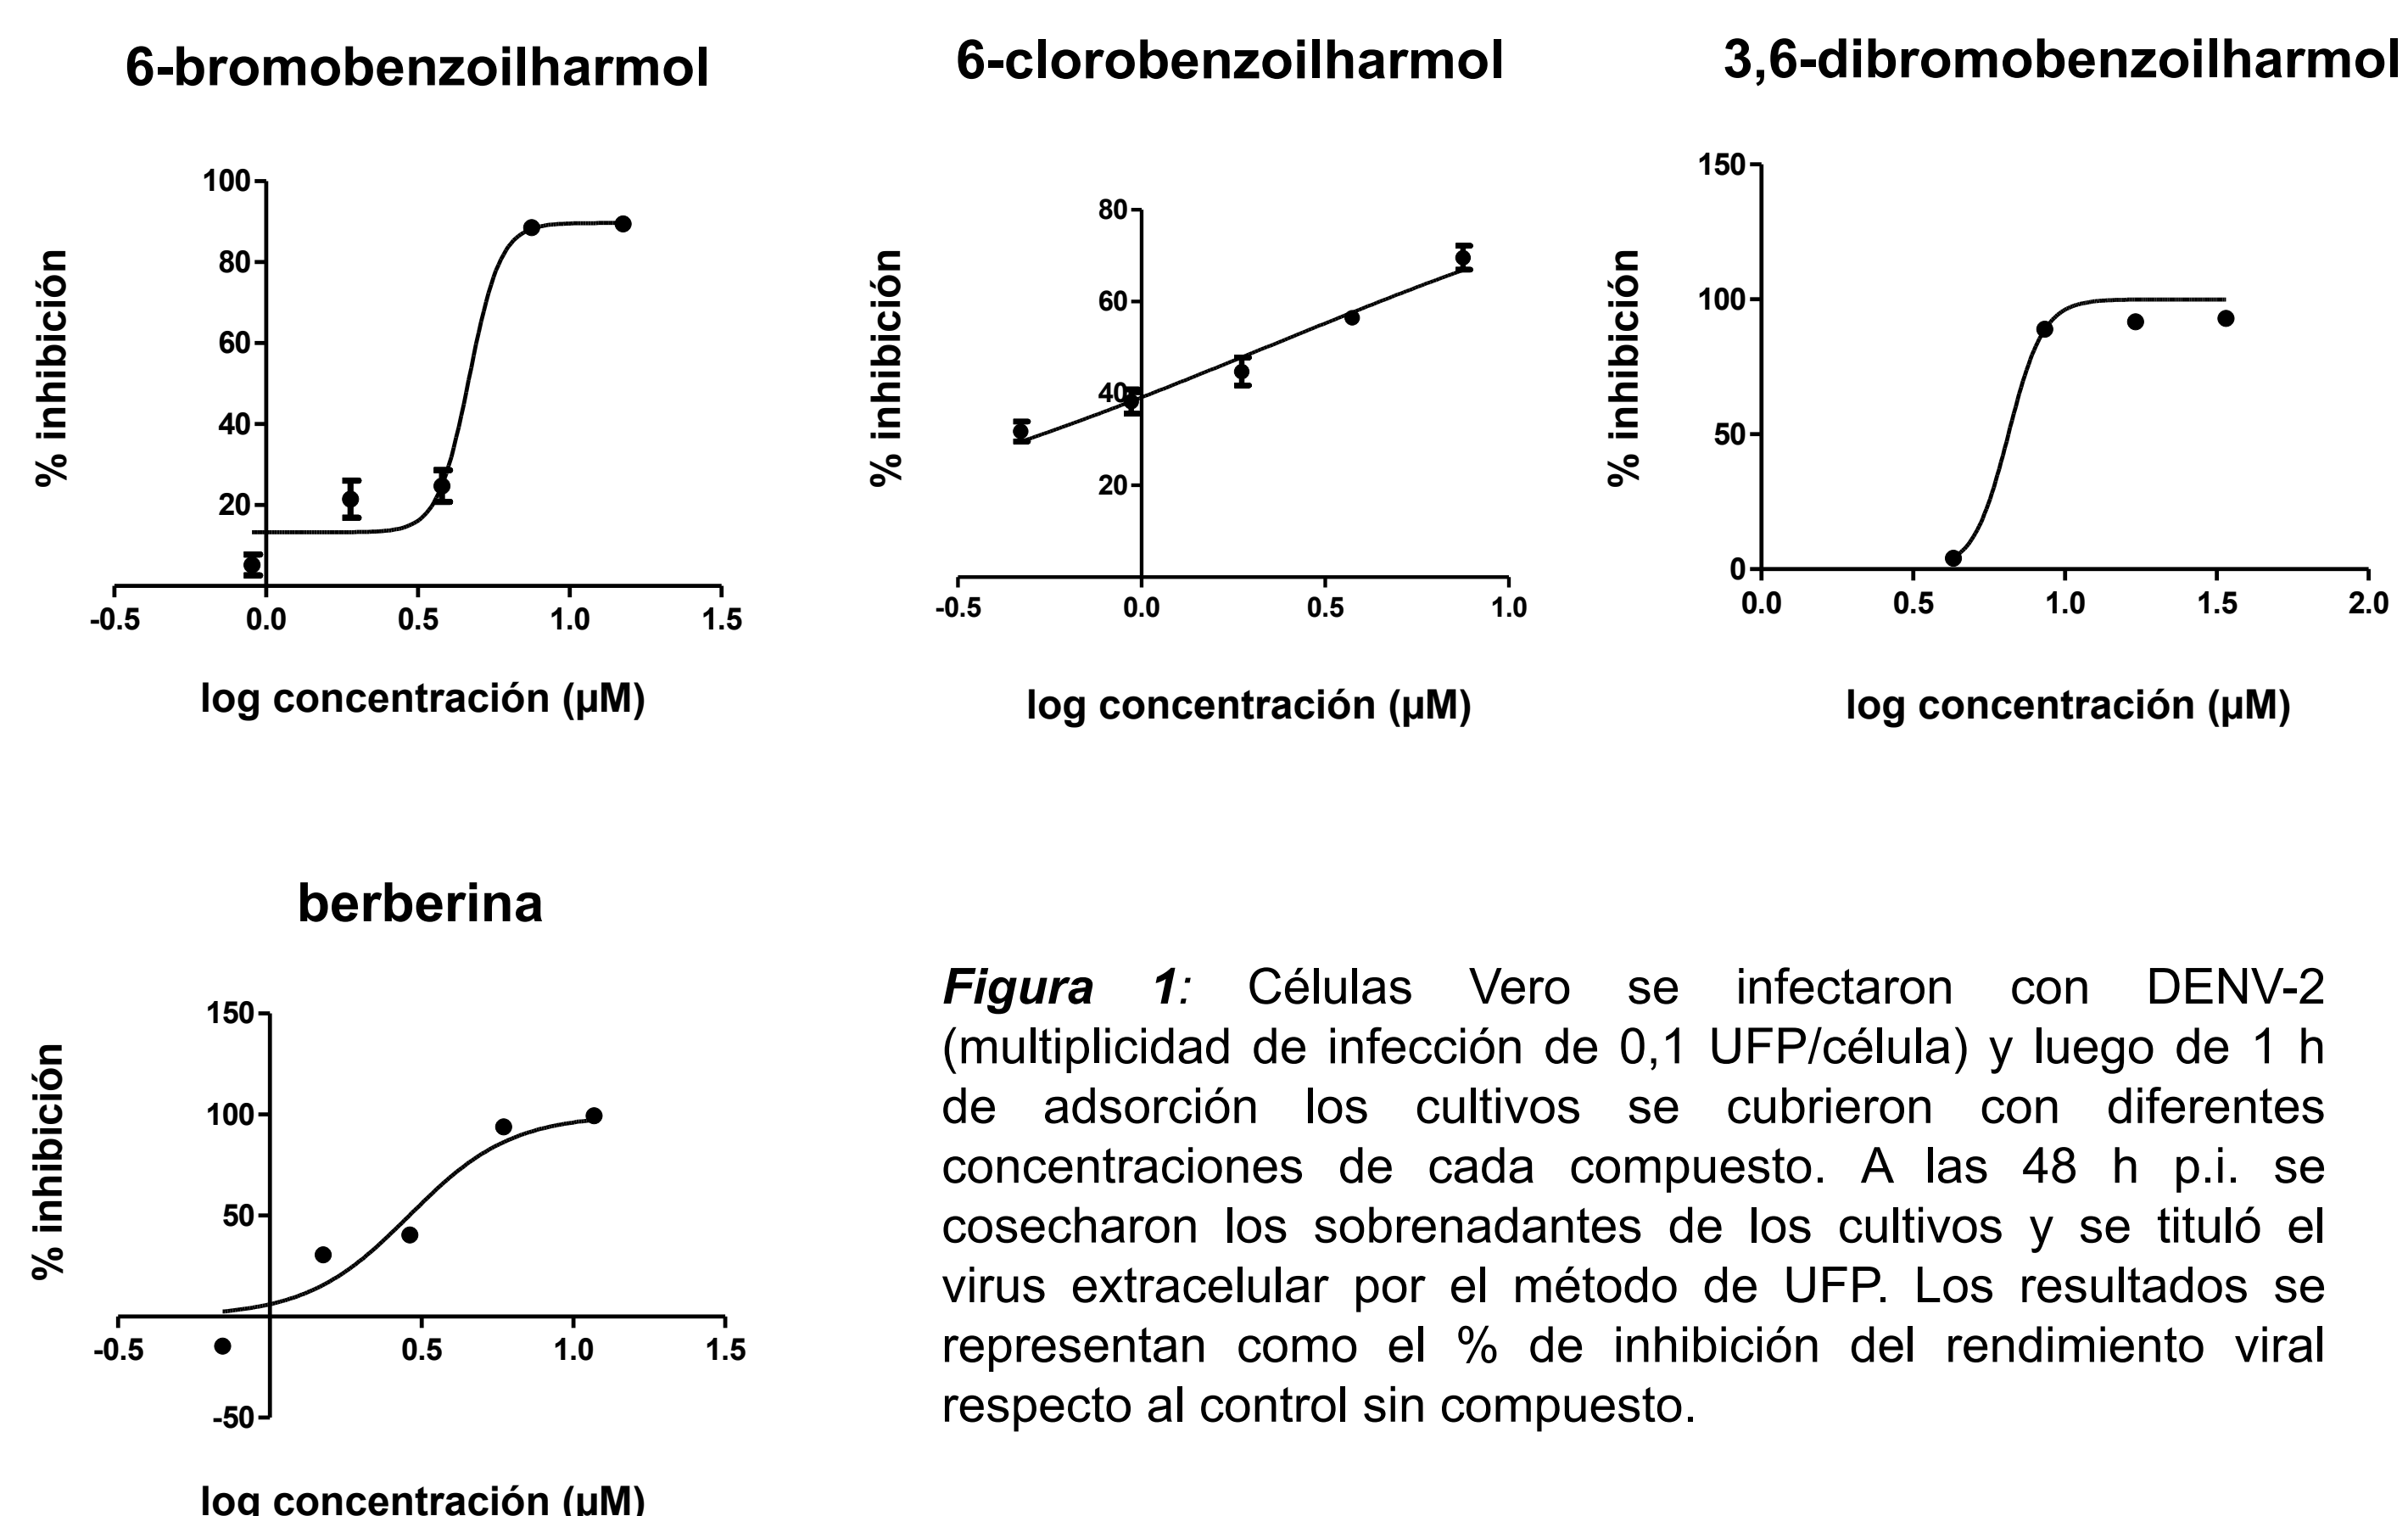 6-bromobenzoilharmol
100
80
60
40
20
-0.5 0.0 0.5 1.0 1.5
% inhibición
log concentración (µM)
6-clorobenzoilharmol
80
60
40
20
-0.5 0.0 0.5 1.0
% inhibición
log concentración (µM)
3,6-dibromobenzoilharmol
150
100
50
0
0.0 0.5 1.0 1.5 2.0
% inhibición
log concentración (µM)
berberina
150
100
50
-0.5 0.5 1.0 1.5
-50
% inhibición
log concentración (µM)
Figura 1: Células Vero se infectaron con DENV-2
(multiplicidad de infección de 0,1 UFP/célula) y luego de 1 h
de adsorción los cultivos se cubrieron con diferentes
concentraciones de cada compuesto. A las 48 h p.i. se
cosecharon los sobrenadantes de los cultivos y se tituló el
virus extracelular por el método de UFP. Los resultados se
representan como el % de inhibición del rendimiento viral
respecto al control sin compuesto.